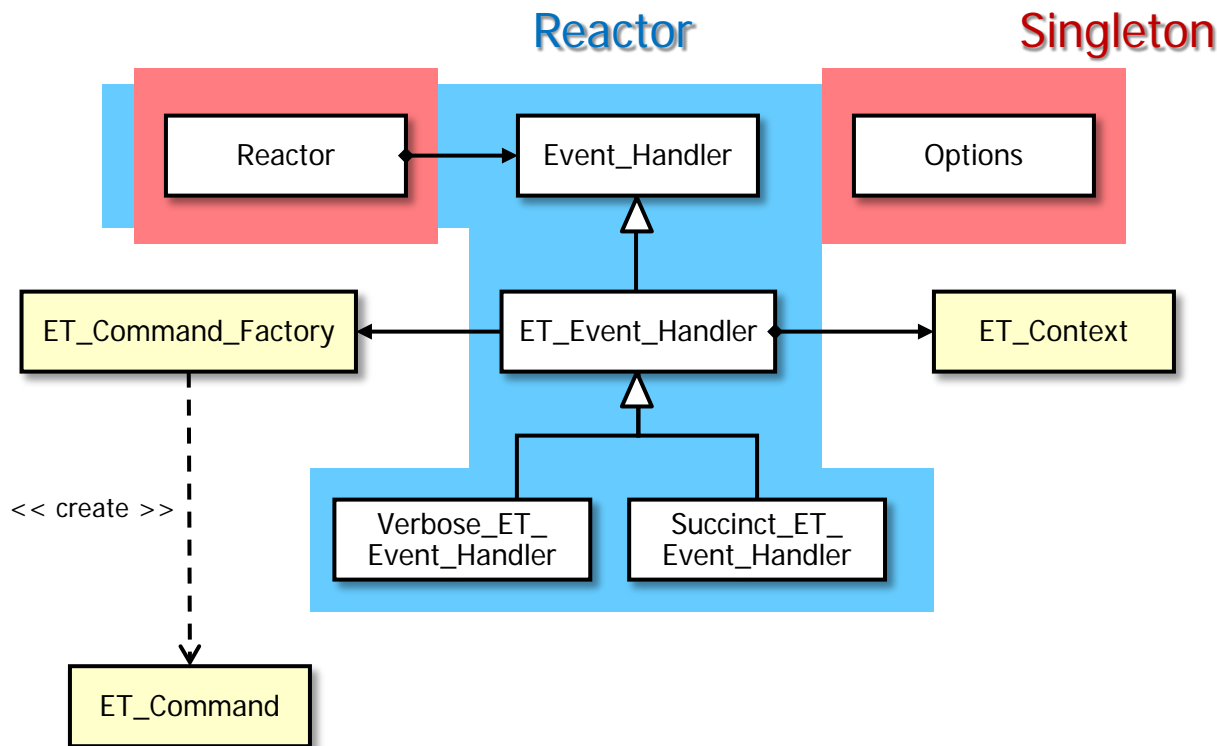 Reactor
Singleton
Reactor
Event_Handler
Options
ET_Command_Factory
ET_Event_Handler
ET_Context
<< create >>
Verbose_ET_
Event_Handler
Succinct_ET_
Event_Handler
ET_Command